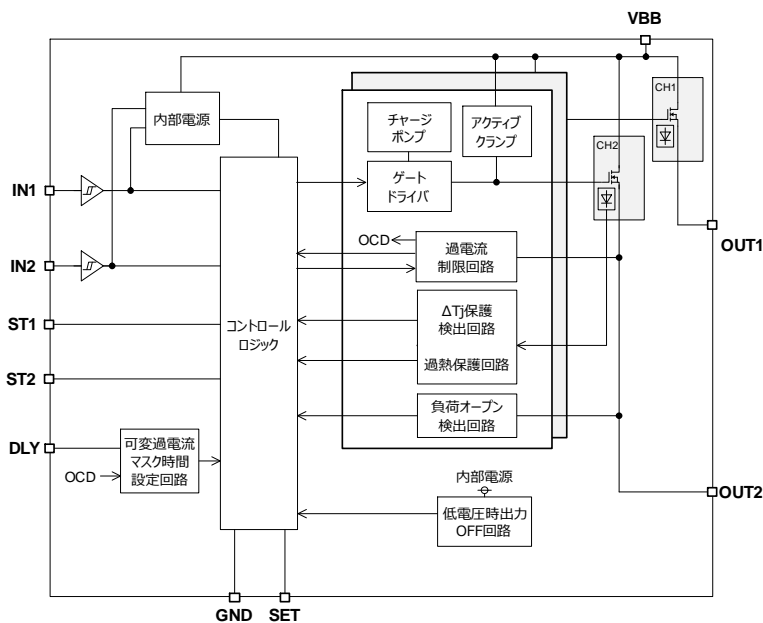 VBB
CH1
内部電源
チャージ
ポンプ
アクティブ
クランプ
CH2
ゲート
ドライバ
IN1
OUT1
IN2
OCD
過電流
制限回路
ST1
コントロール
ロジック
ΔTj保護
検出回路
過熱保護回路
ST2
負荷オープン
検出回路
DLY
可変過電流
マスク時間
設定回路
OCD
内部電源
低電圧時出力
OFF回路
OUT2
GND
SET